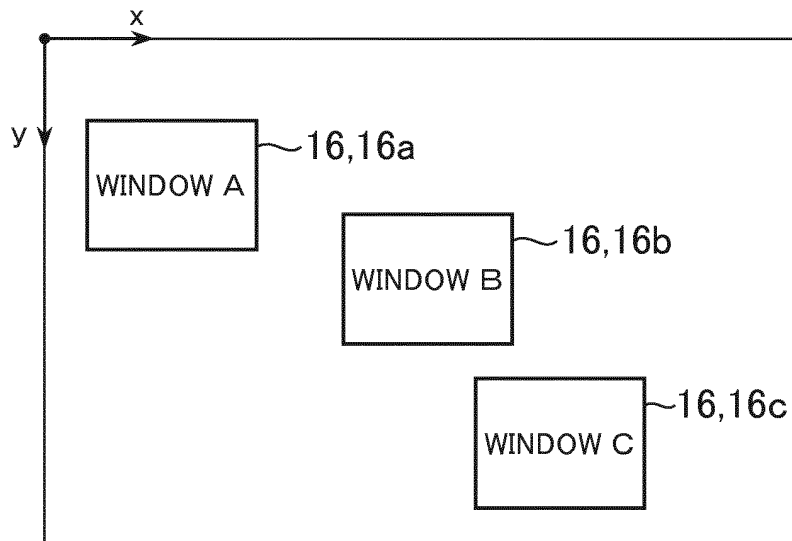 x
y
WINDOW A
16,16a
WINDOW B
16,16b
WINDOW C
16,16c